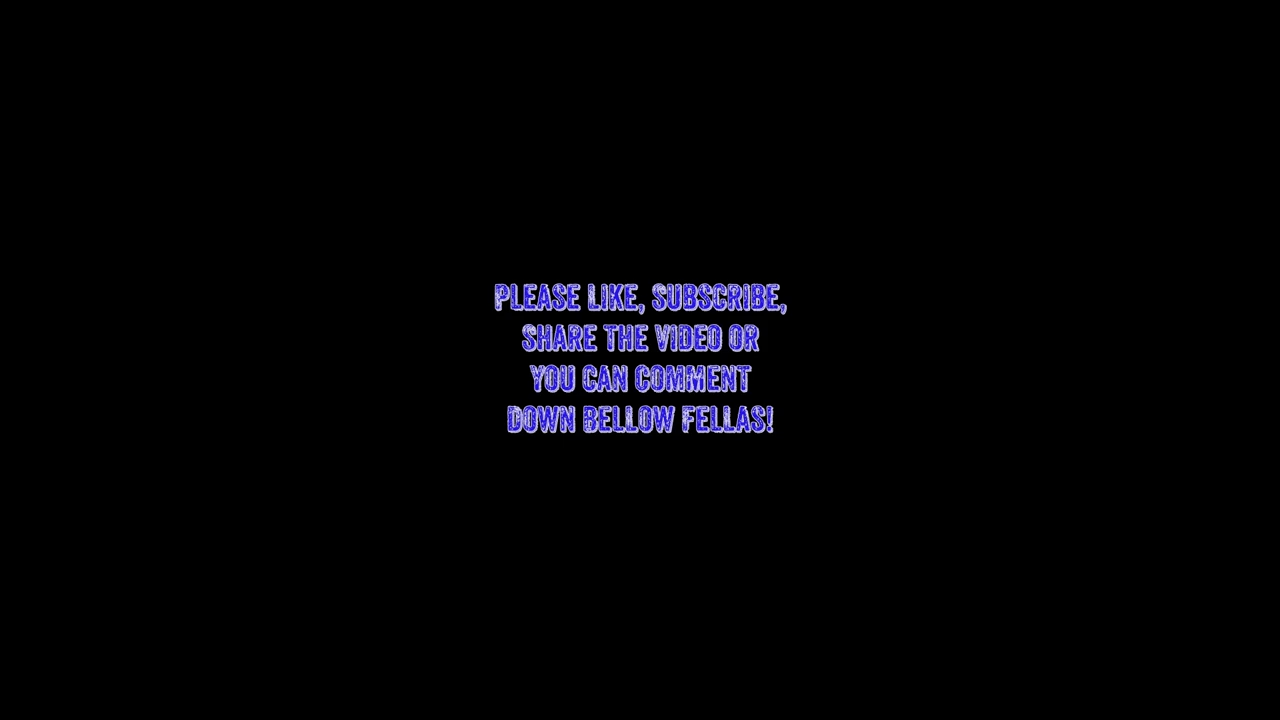 PLEASE LIKE, SUBSCRIBE,
SHARE THE VIDEO OR
YOU CAN COMMENT
DOWN BELLOW FELLAS!